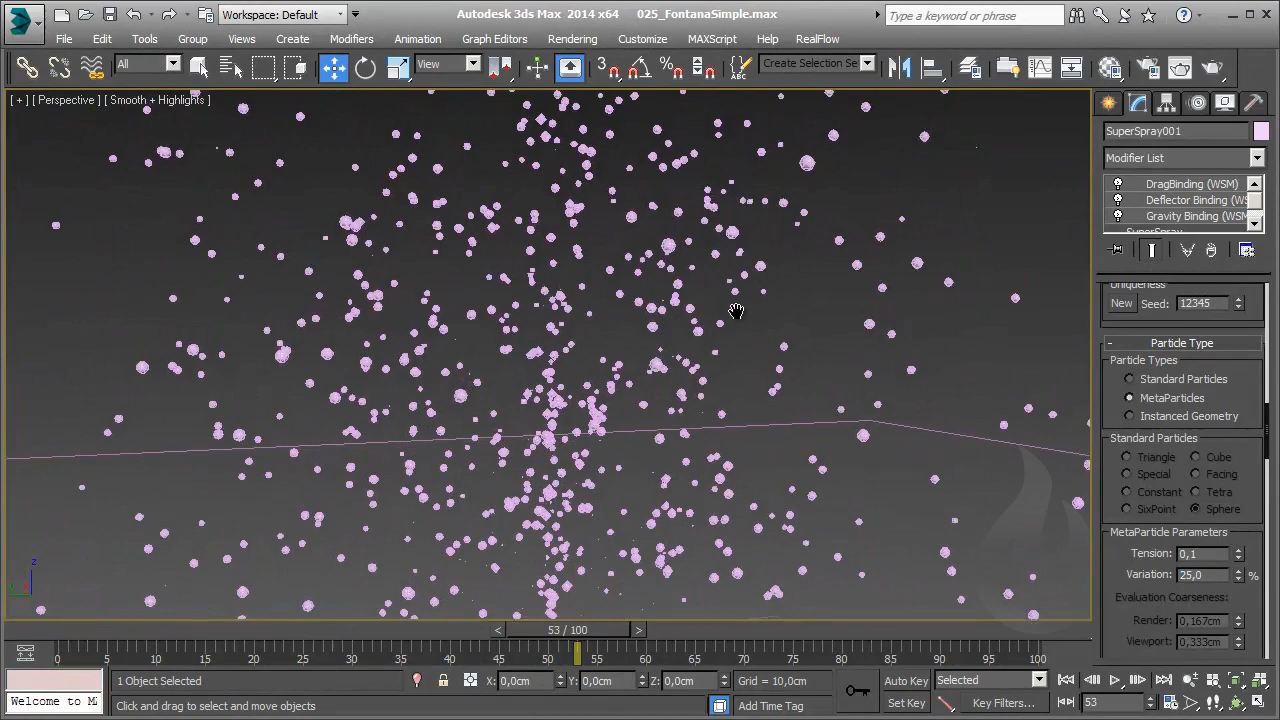 Workspace: Default
Autodesk 3ds Max 2014 x64 025_FontanaSimple.max
Type a keyword or phrase
File Edit Tools Group Views Create Modifiers Animation Graph Editors Rendering Customize MAXScript Help RealFlow
All
View
3
Create Selection Se
[ + ] [ Perspective ] [ Smooth + Highlights ]
SuperSpray001
Modifier List
DragBinding (WSM)
Deflector Binding (WS
Gravity Binding (WSM
SuperSpray
Uniqueness
New Seed: 12345
- Particle Type
Particle Types
Standard Particles
MetaParticles
Instanced Geometry
Standard Particles
Triangle Cube
Special Facing
Constant Tetra
SixPoint Sphere
MetaParticle Parameters
Tension: 0,1
Variation: 25,0 %
Evaluation Coarseness:
Render: 0,167cm
Viewport: 0,333cm
z
< 53 / 100 >
0 5 10 15 20 25 30 35 40 45 50 55 60 65 70 75 80 85 90 95 100
1 Object Selected X: 0,0cm Y: 0,0cm Z: 0,0cm Grid = 10,0cm Auto Key Selected
Welcome to M Click and drag to select and move objects Add Time Tag Set Key Key Filters... 53